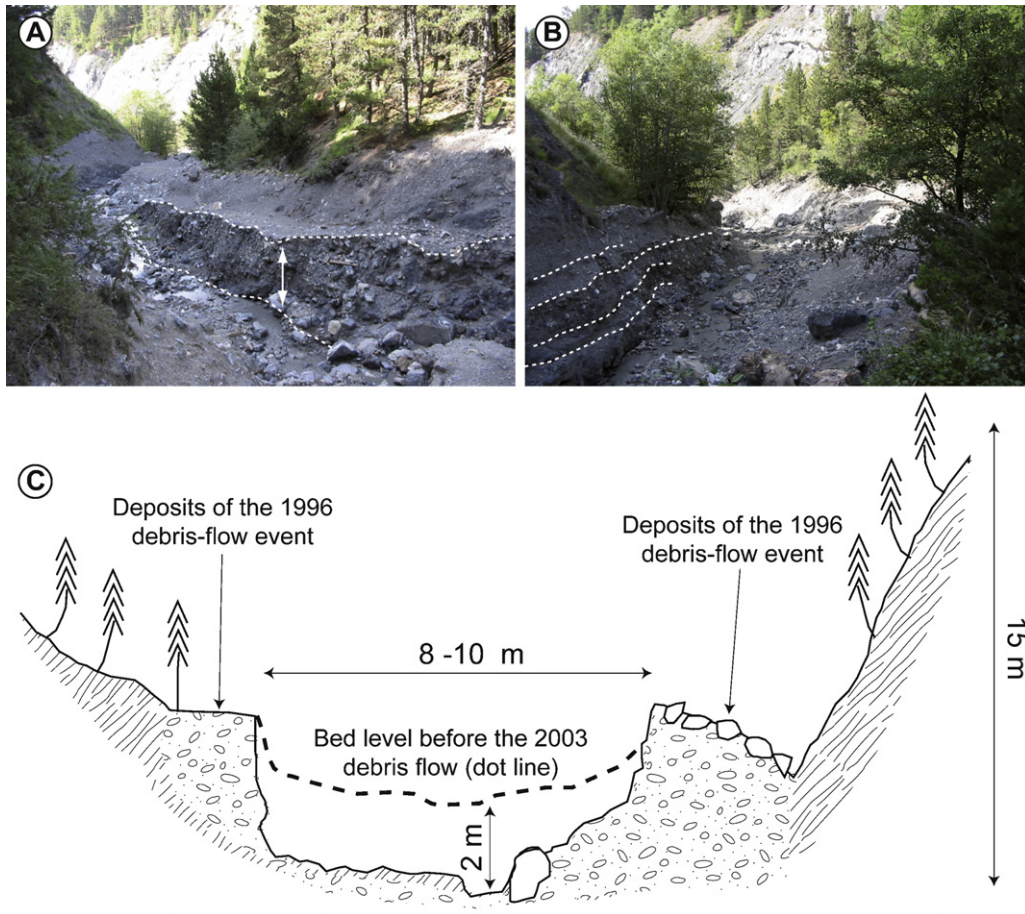 A
B
C
Deposits of the 1996
debris-flow event
Deposits of the 1996
debris-flow event
8 -10 m
15 m
Bed level before the 2003
debris flow (dot line)
2 m